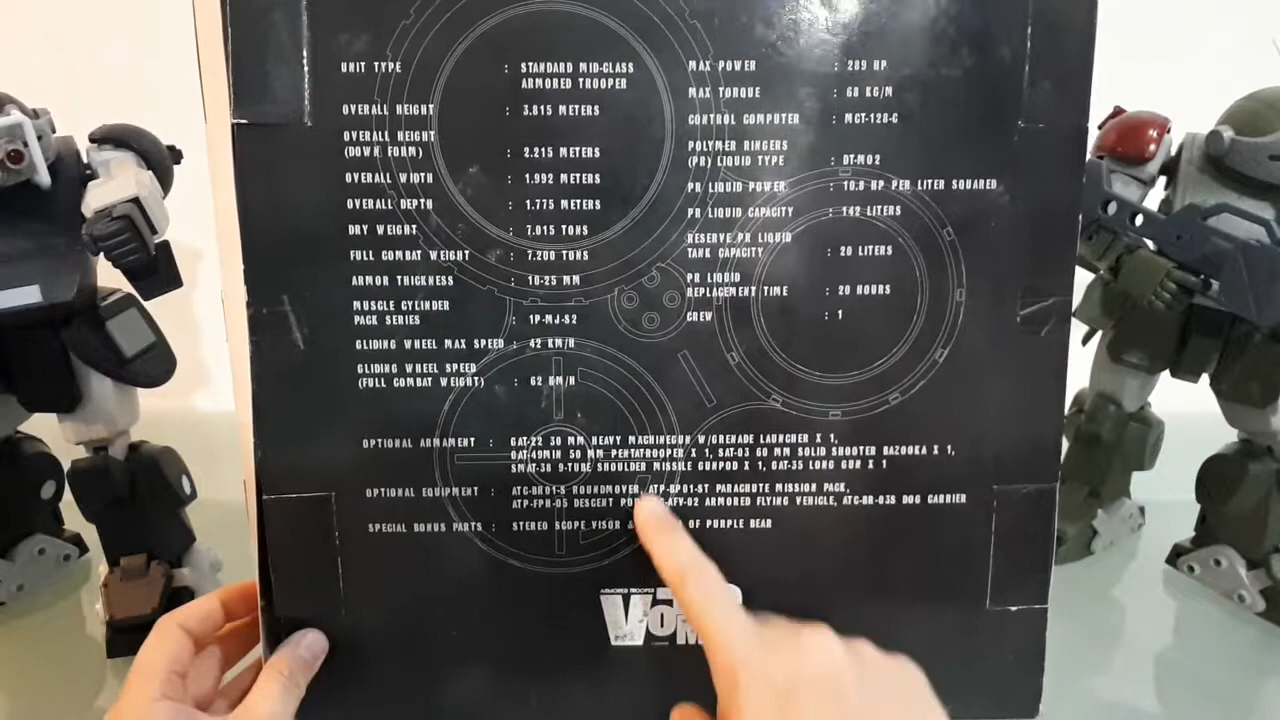 UNIT TYPE : STANDARD MID-CLASS
ARMORED TROOPER
OVERALL HEIGHT : 3.815 METERS
OVERALL HEIGHT
(DOWN FORM) : 2.215 METERS
OVERALL WIDTH : 1.992 METERS
OVERALL DEPTH : 1.775 METERS
DRY WEIGHT : 7.015 TONS
FULL COMBAT WEIGHT : 7.200 TONS
ARMOR THICKNESS : 10-25 MM
MUSCLE CYLINDER
PACK SERIES : 1P-MJ-S2
GLIDING WHEEL MAX SPEED : 42 KM/H
GLIDING WHEEL SPEED
(FULL COMBAT WEIGHT) : 62 KM/H
MAX POWER : 289 HP
MAX TORQUE : 68 KG/M
CONTROL COMPUTER : MCT-128-C
POLYMER RINGERS
(PR) LIQUID TYPE : DT-MO2
PR LIQUID POWER : 10.8 HP PER LITER SQUARED
PR LIQUID CAPACITY : 142 LITERS
RESERVE PR LIQUID
TANK CAPACITY : 20 LITERS
PR LIQUID
REPLACEMENT TIME : 20 HOURS
CREW : 1
OPTIONAL ARMAMENT : GAT-22 30 MM HEAVY MACHINEGUN W/GRENADE LAUNCHER X 1,
GAT-49MIN 50 MM PENTATROOPER X 1, SAT-03 60 MM SOLID SHOOTER BAZOOKA X 1,
SMAT-38 9-TUBE SHOULDER MISSILE GUNPOD X 1, GAT-35 LONG GUN X 1
OPTIONAL EQUIPMENT : ATC-BR01-S ROUNDMOVER, ATP-BP01-ST PARACHUTE MISSION PACK,
ATP-FPH-05 DESCENT -AFV-02 ARMORED FLYING VEHICLE, ATC-BR-03S DOG CARRIER
SPECIAL BONUS PARTS : STEREO SCOPE VISOR OF PURPLE BEAR
ARMORED TROOPER
VOTOM